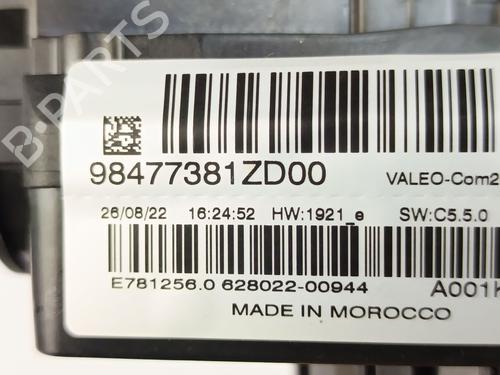 B-PARTS
98477381ZD00 VALEO-Com2
26/08/22 16:24:52 HW:1921_e SW:C5.5.0
E781256.0 628022-00944 A001K
MADE IN MOROCCO